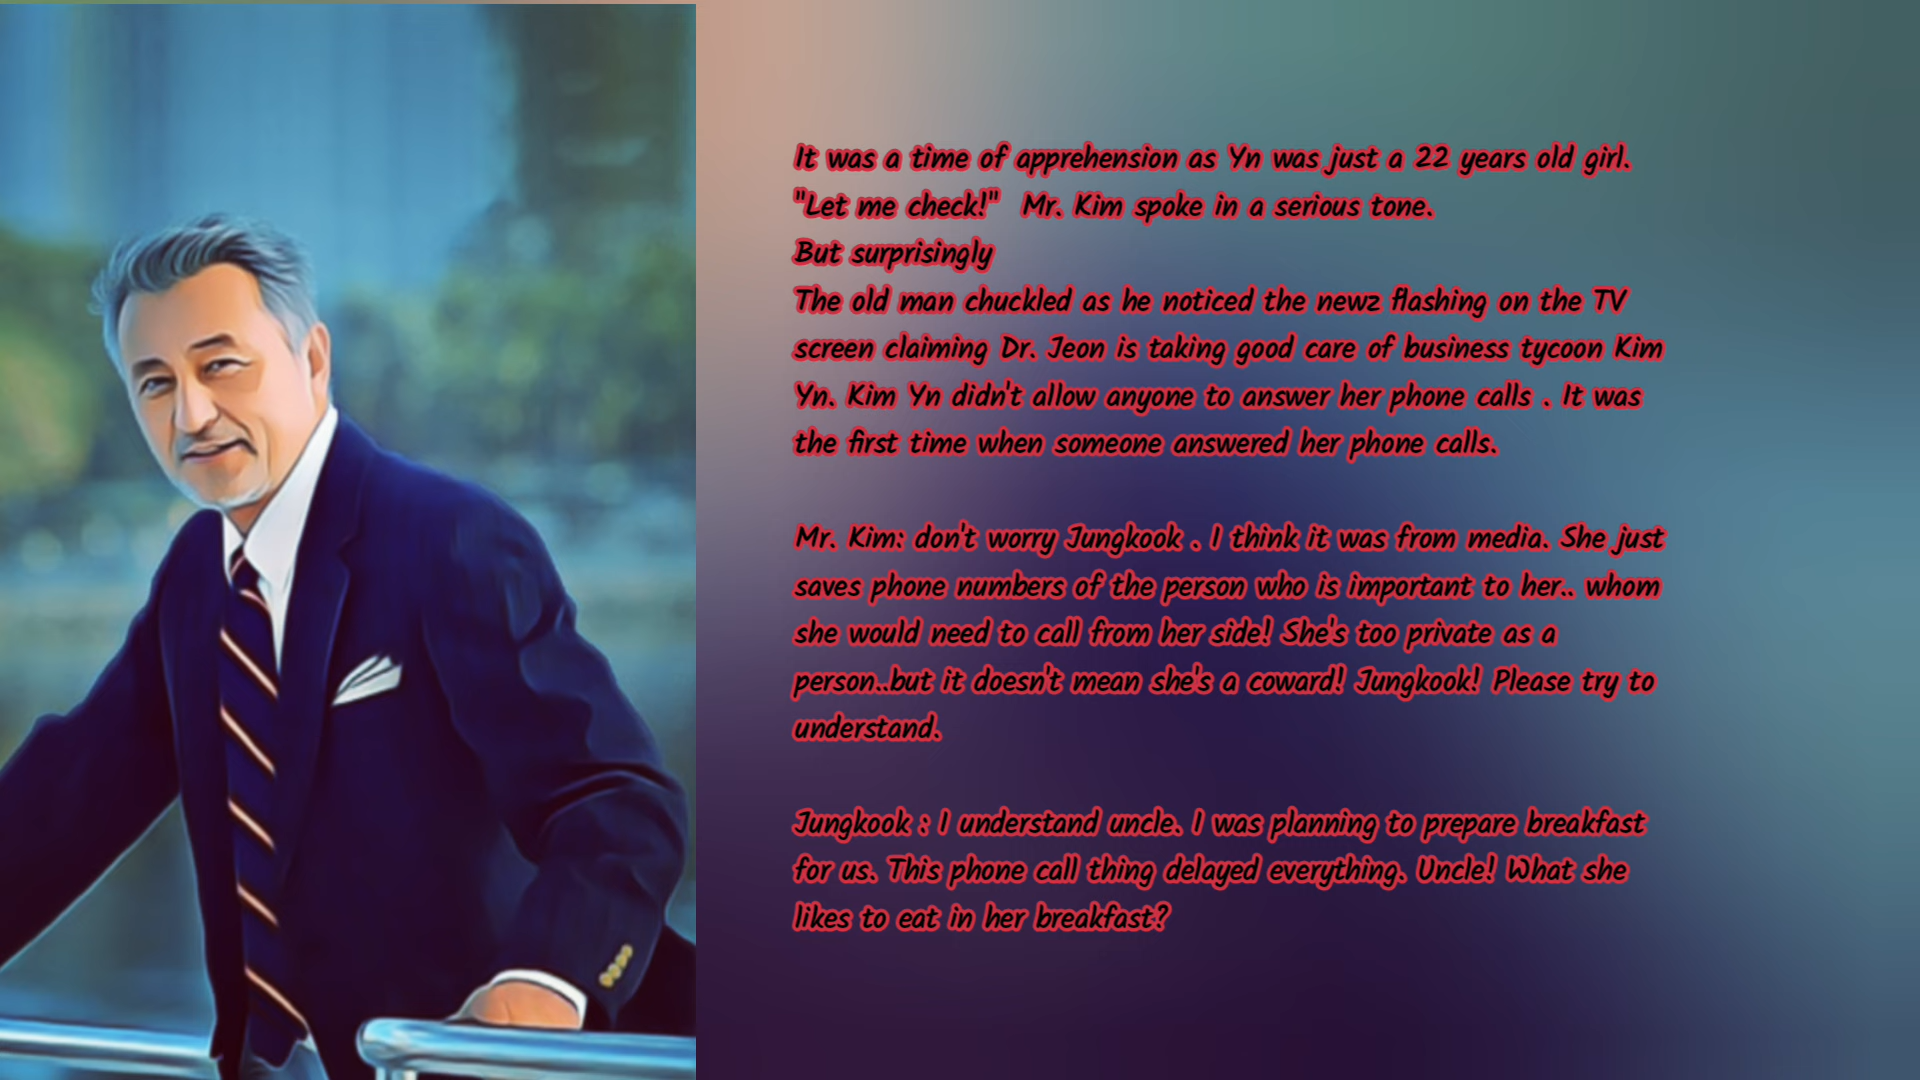 It was a time of apprehension as Yn was just a 22 years old girl.
"Let me check!"  Mr. Kim spoke in a serious tone.
But surprisingly
The old man chuckled as he noticed the newz flashing on the TV
screen claiming Dr. Jeon is taking good care of business tycoon Kim
Yn. Kim Yn didn't allow anyone to answer her phone calls . It was
the first time when someone answered her phone calls.
Mr. Kim: don't worry Jungkook . I think it was from media. She just
saves phone numbers of the person who is important to her.. whom
she would need to call from her side! She's too private as a
person..but it doesn't mean she's a coward! Jungkook! Please try to
understand.
Jungkook : I understand uncle. I was planning to prepare breakfast
for us. This phone call thing delayed everything. Uncle! What she
likes to eat in her breakfast?